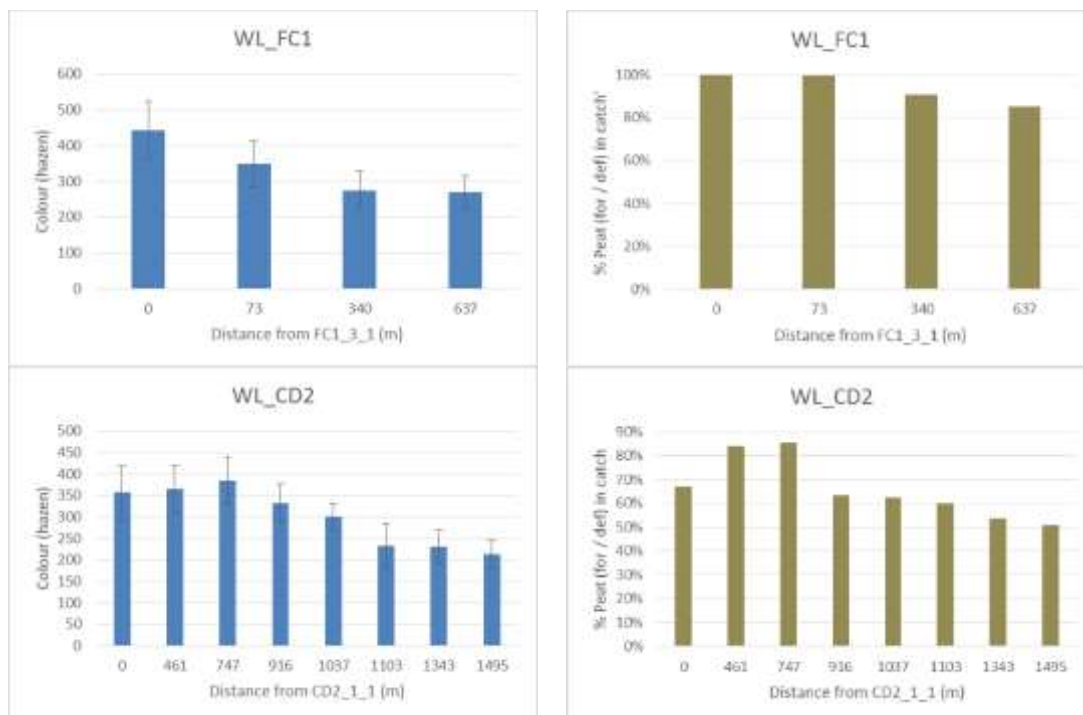 WL_FC1
Colour (hazen)
600
500
400
300
200
100
0
0 73 340 637
Distance from FC1_3_1 (m)
WL_FC1
% Peat (for / def) in catch'
100%
80%
60%
40%
20%
0%
0 73 340 637
Distance from FC1_3_1 (m)
WL_CD2
Colour (hazen)
500
450
400
350
300
250
200
150
100
50
0
0 461 747 916 1037 1103 1343 1495
Distance from CD2_1_1 (m)
WL_CD2
% Peat (for / def) in catch
90%
80%
70%
60%
50%
40%
30%
20%
10%
0%
0 461 747 916 1037 1103 1343 1495
Distance from CD2_1_1 (m)